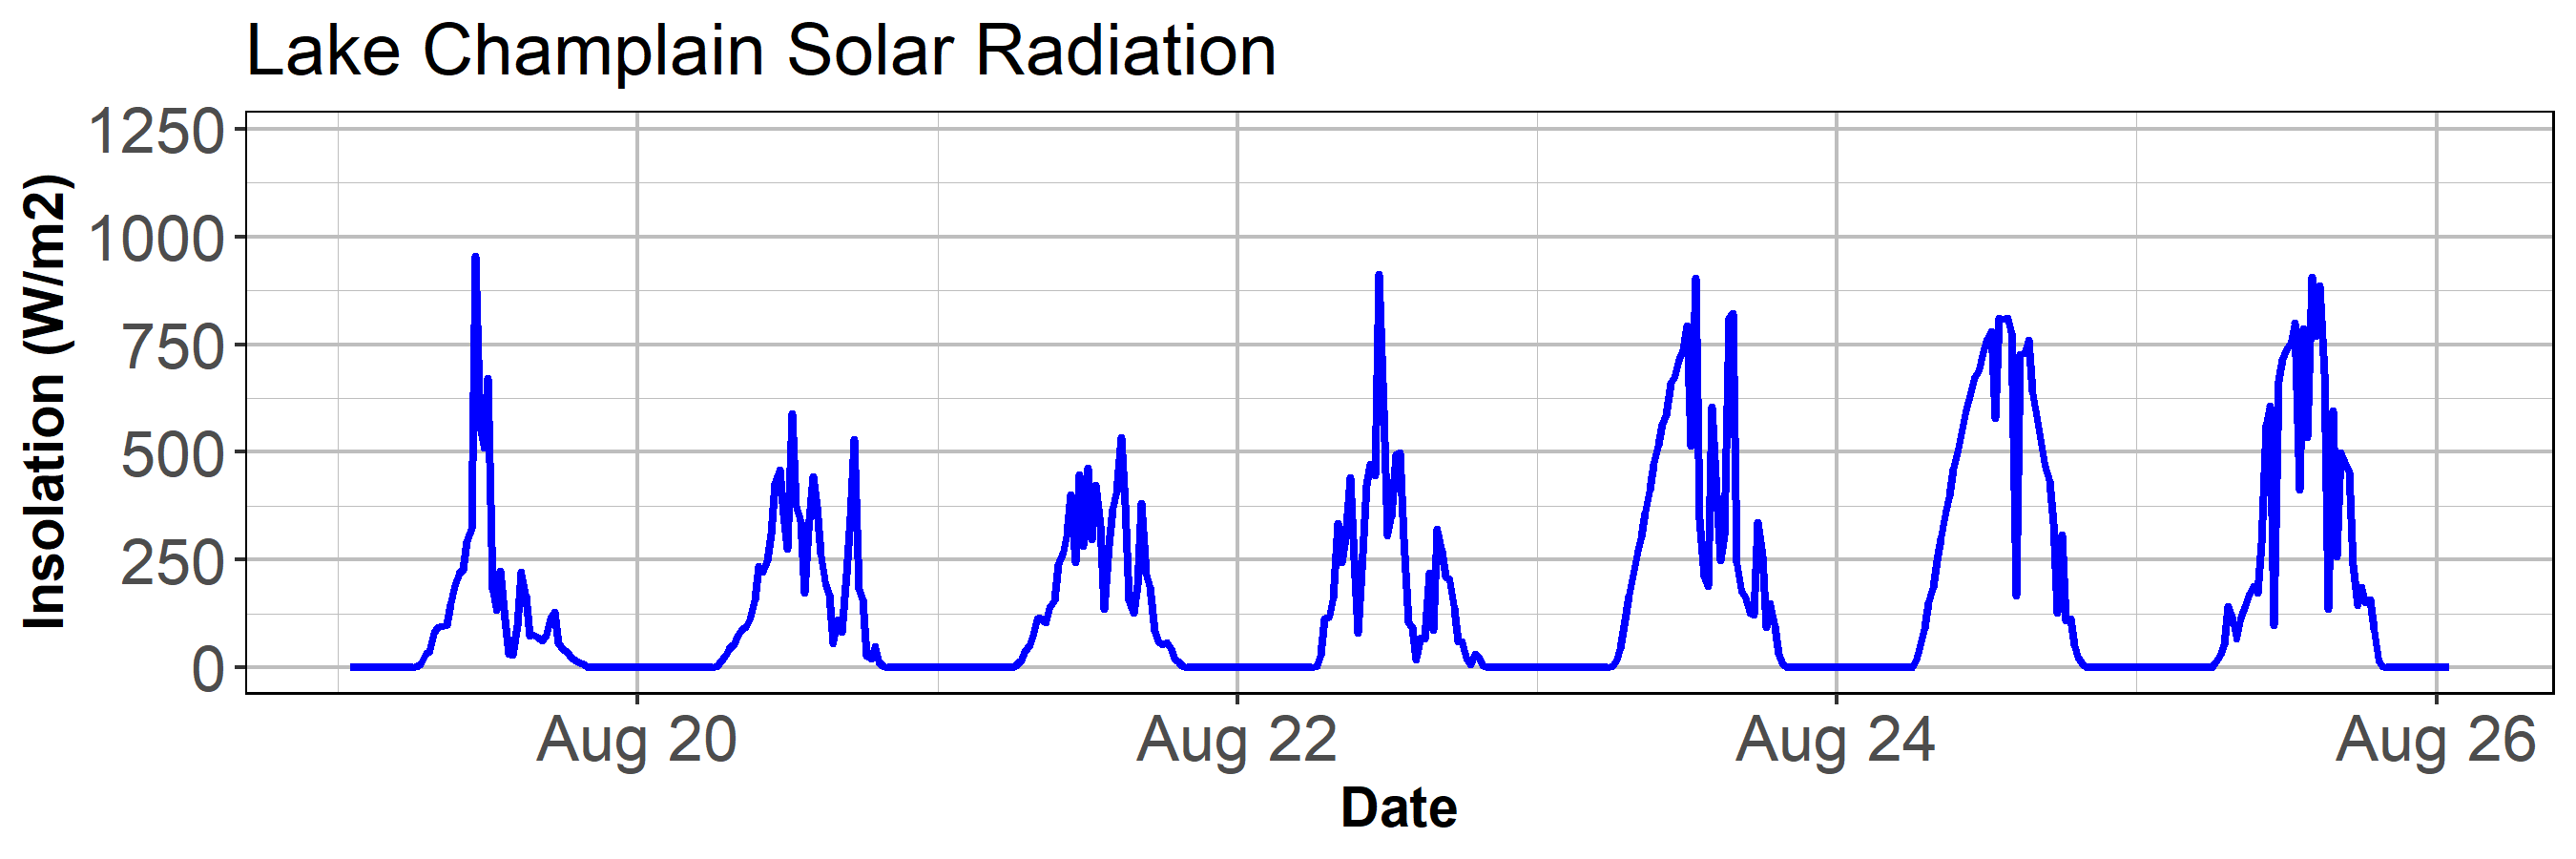 Lake Champlain Solar Radiation
1250
1000
750
500
250
0
Insolation (W/m2)
Aug 20 Aug 22 Aug 24 Aug 26
Date